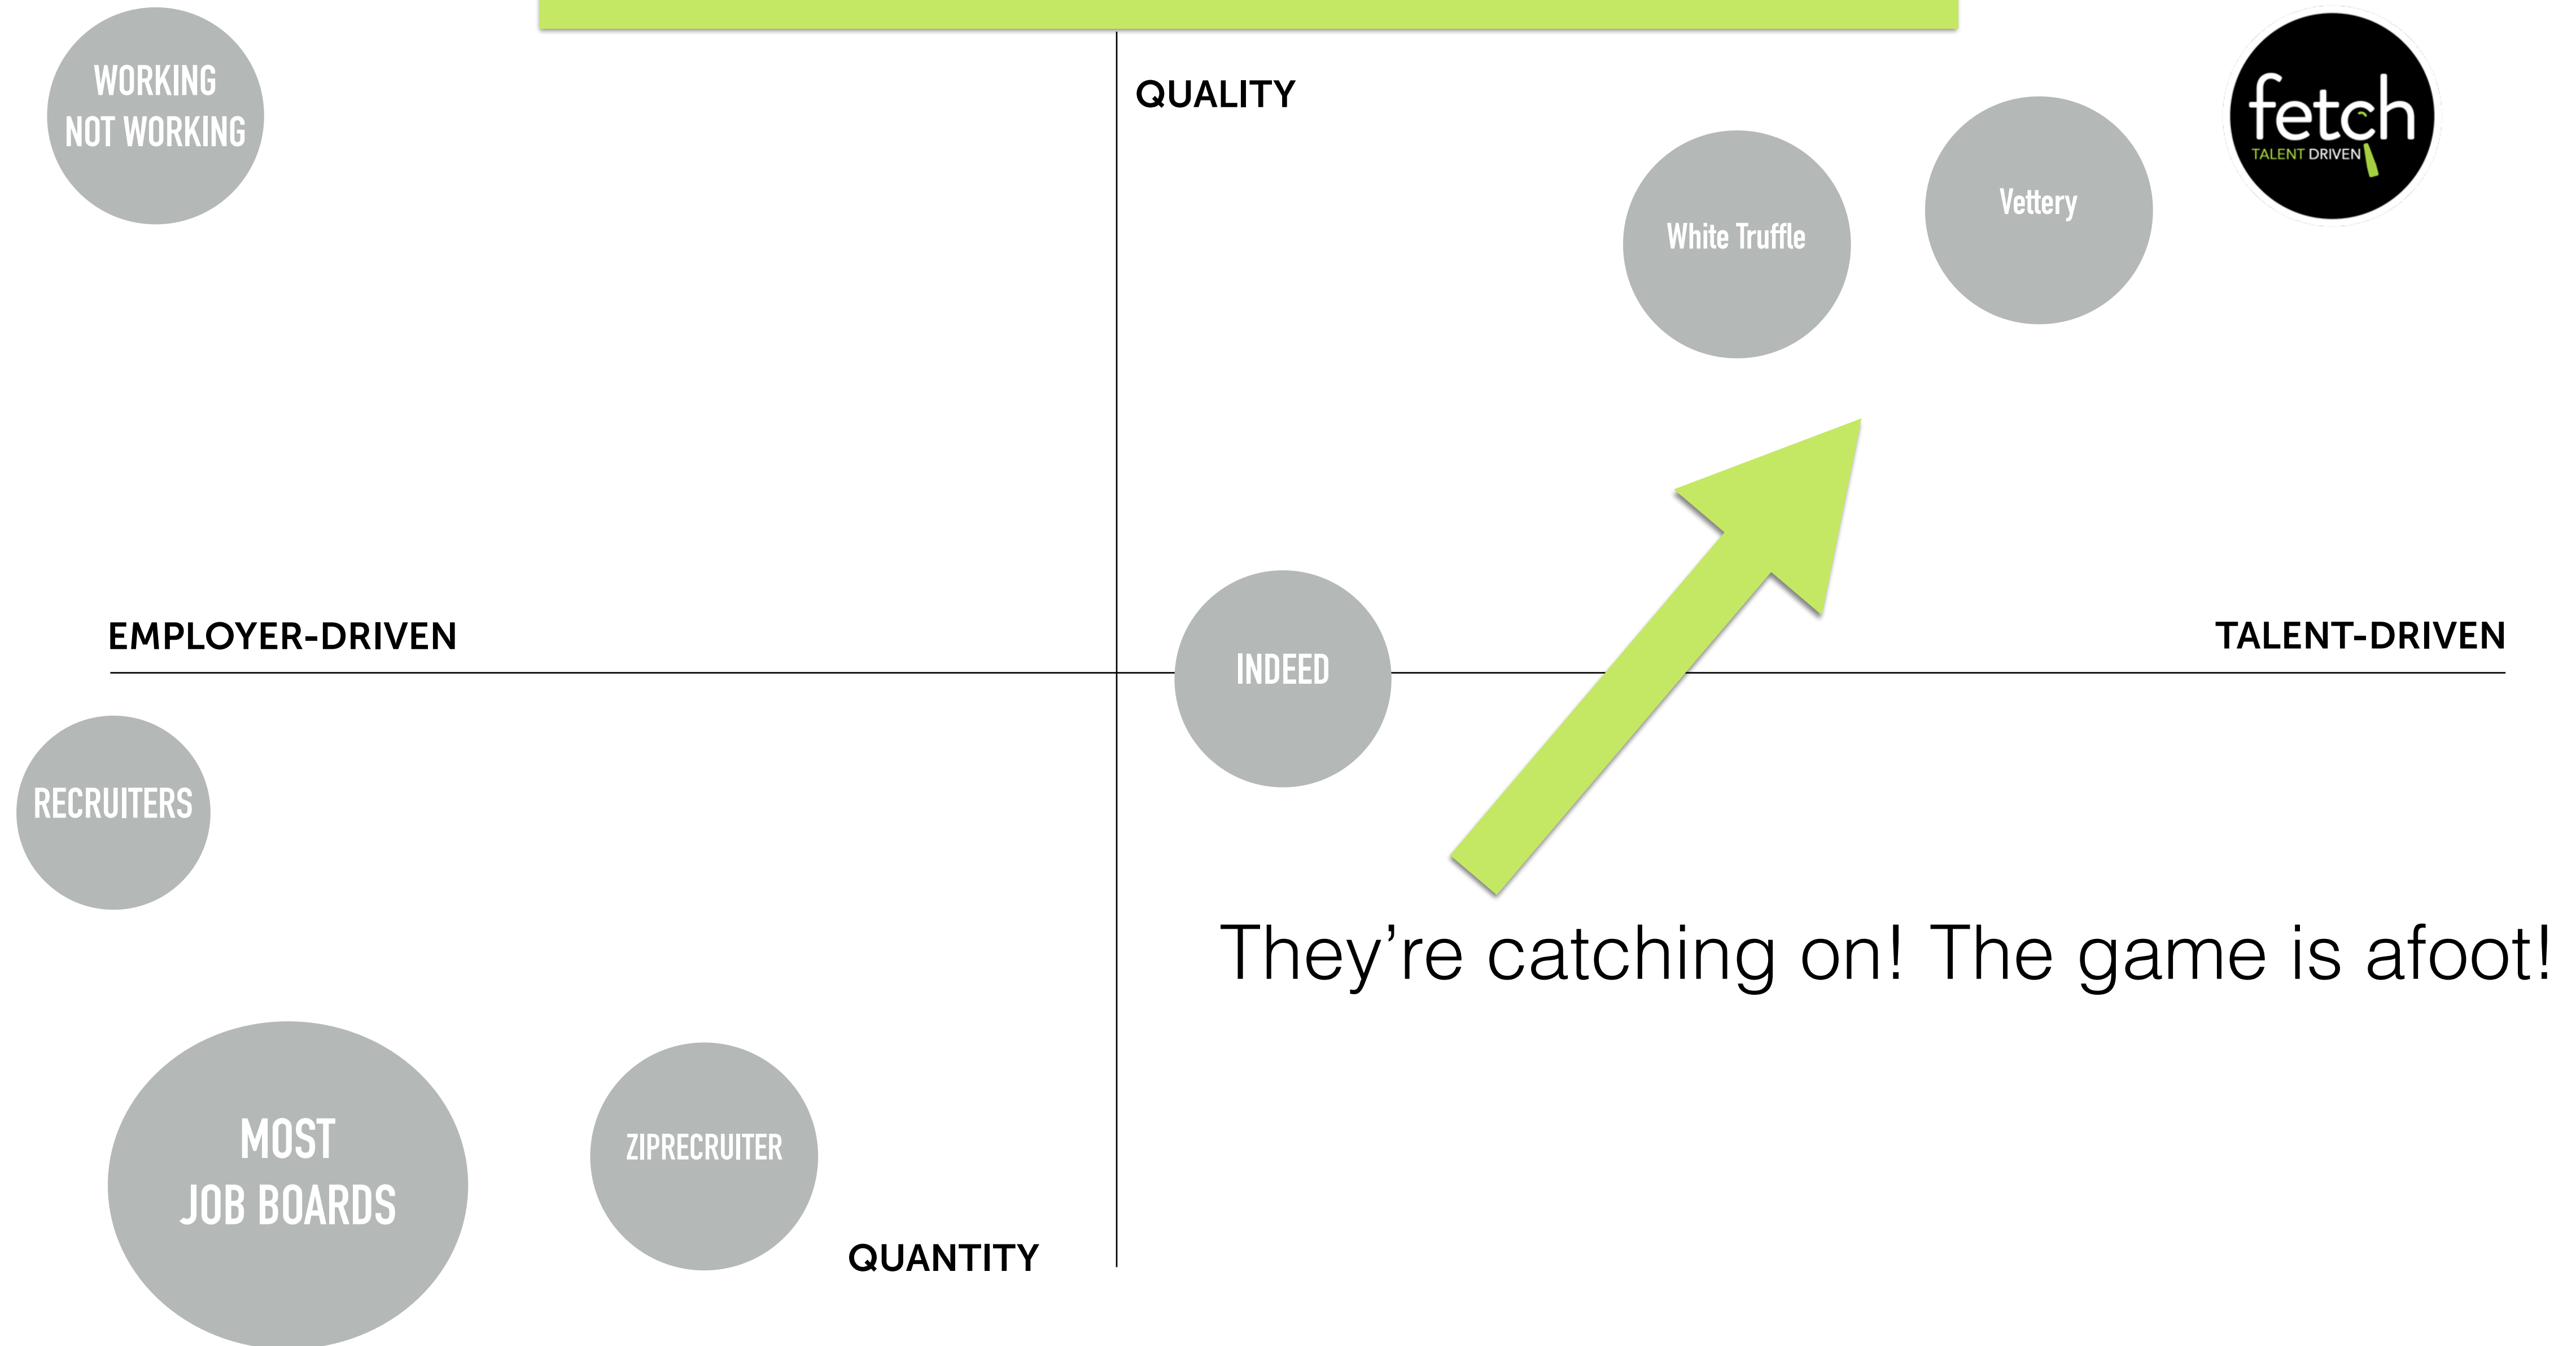 WORKING
NOT WORKING
QUALITY
fetch
TALENT DRIVEN
White Truffle
Vettery
EMPLOYER-DRIVEN
TALENT-DRIVEN
INDEED
RECRUITERS
They’re catching on! The game is afoot!
MOST
JOB BOARDS
ZIPRECRUITER
QUANTITY